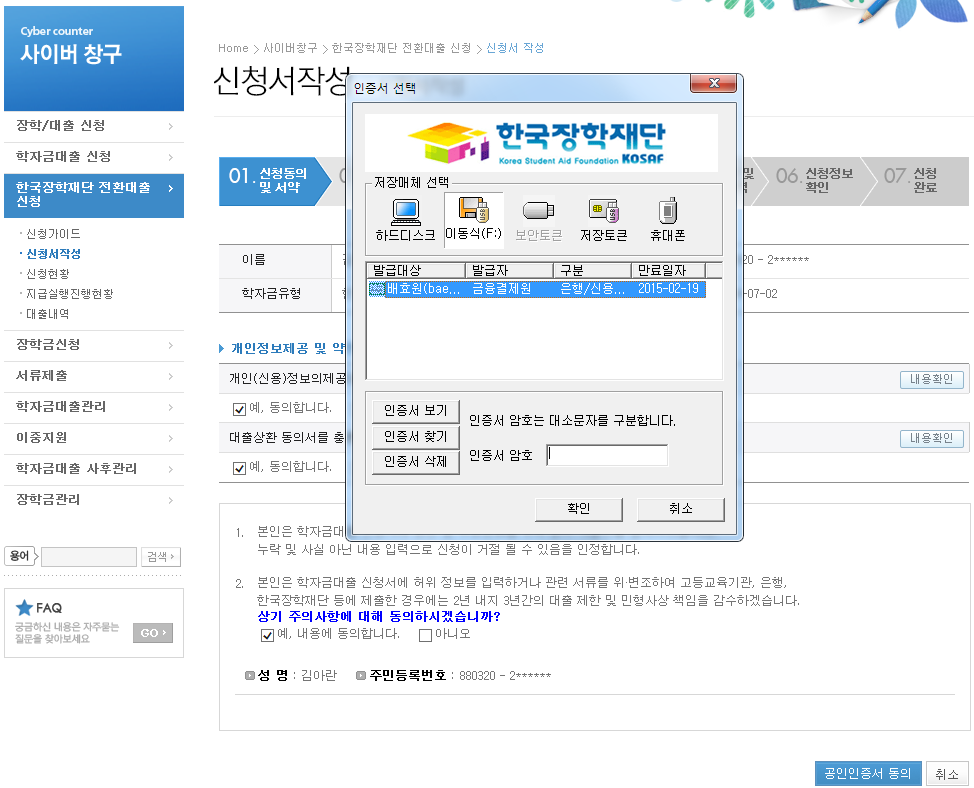 Cyber counter
사이버 창구
장학/대출 신청
학자금대출 신청
한국장학재단 전환대출
신청
· 신청가이드
· 신청서작성
· 신청현황
· 지급실행진행현황
· 대출내역
장학금신청
서류제출
학자금대출관리
이중지원
학자금대출 사후관리
장학금관리
용어
검색
FAQ
궁금하신 내용은 자주묻는
질문을 찾아보세요
GO
Home > 사이버창구 > 한국장학재단 전환대출 신청 > 신청서 작성
신청서작성
01. 신청동의
및 서약
및
06. 신청정보
확인
07. 신청
완료
이름
20 - 2******
학자금유형
-07-02
개인정보제공 및 약
개인(신용)정보의제공
내용확인
예, 동의합니다.
대출상환 동의서를 충
내용확인
예, 동의합니다.
인증서 선택
한국장학재단
Korea Student Aid Foundation KOSAF
저장매체 선택
하드디스크
이동식(F:)
보안토큰
저장토큰
휴대폰
발급대상 발급자 구분 만료일자
배효원(bae... 금융결제원 은행/신용... 2015-02-19
인증서 보기
인증서 찾기
인증서 삭제
인증서 암호는 대소문자를 구분합니다.
인증서 암호
확인
취소
1. 본인은 학자금대
누락 및 사실 아닌 내용 입력으로 신청이 거절 될 수 있음을 인정합니다.
2. 본인은 학자금대출 신청서에 허위 정보를 입력하거나 관련 서류를 위·변조하여 고등교육기관, 은행,
한국장학재단 등에 제출한 경우에는 2년 내지 3년간의 대출 제한 및 민형사상 책임을 감수하겠습니다.
상기 주의사항에 대해 동의하시겠습니까?
예, 내용에 동의합니다. 아니오
성 명 : 김아란 주민등록번호 : 880320 - 2******
공인인증서 동의
취소